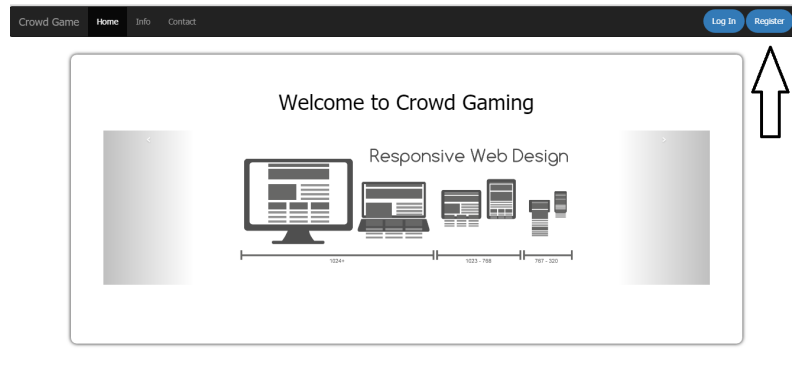 Crowd Game Home Info Contact Log In Register
Welcome to Crowd Gaming
Responsive Web Design
1024+ 1023 - 768 767 - 320